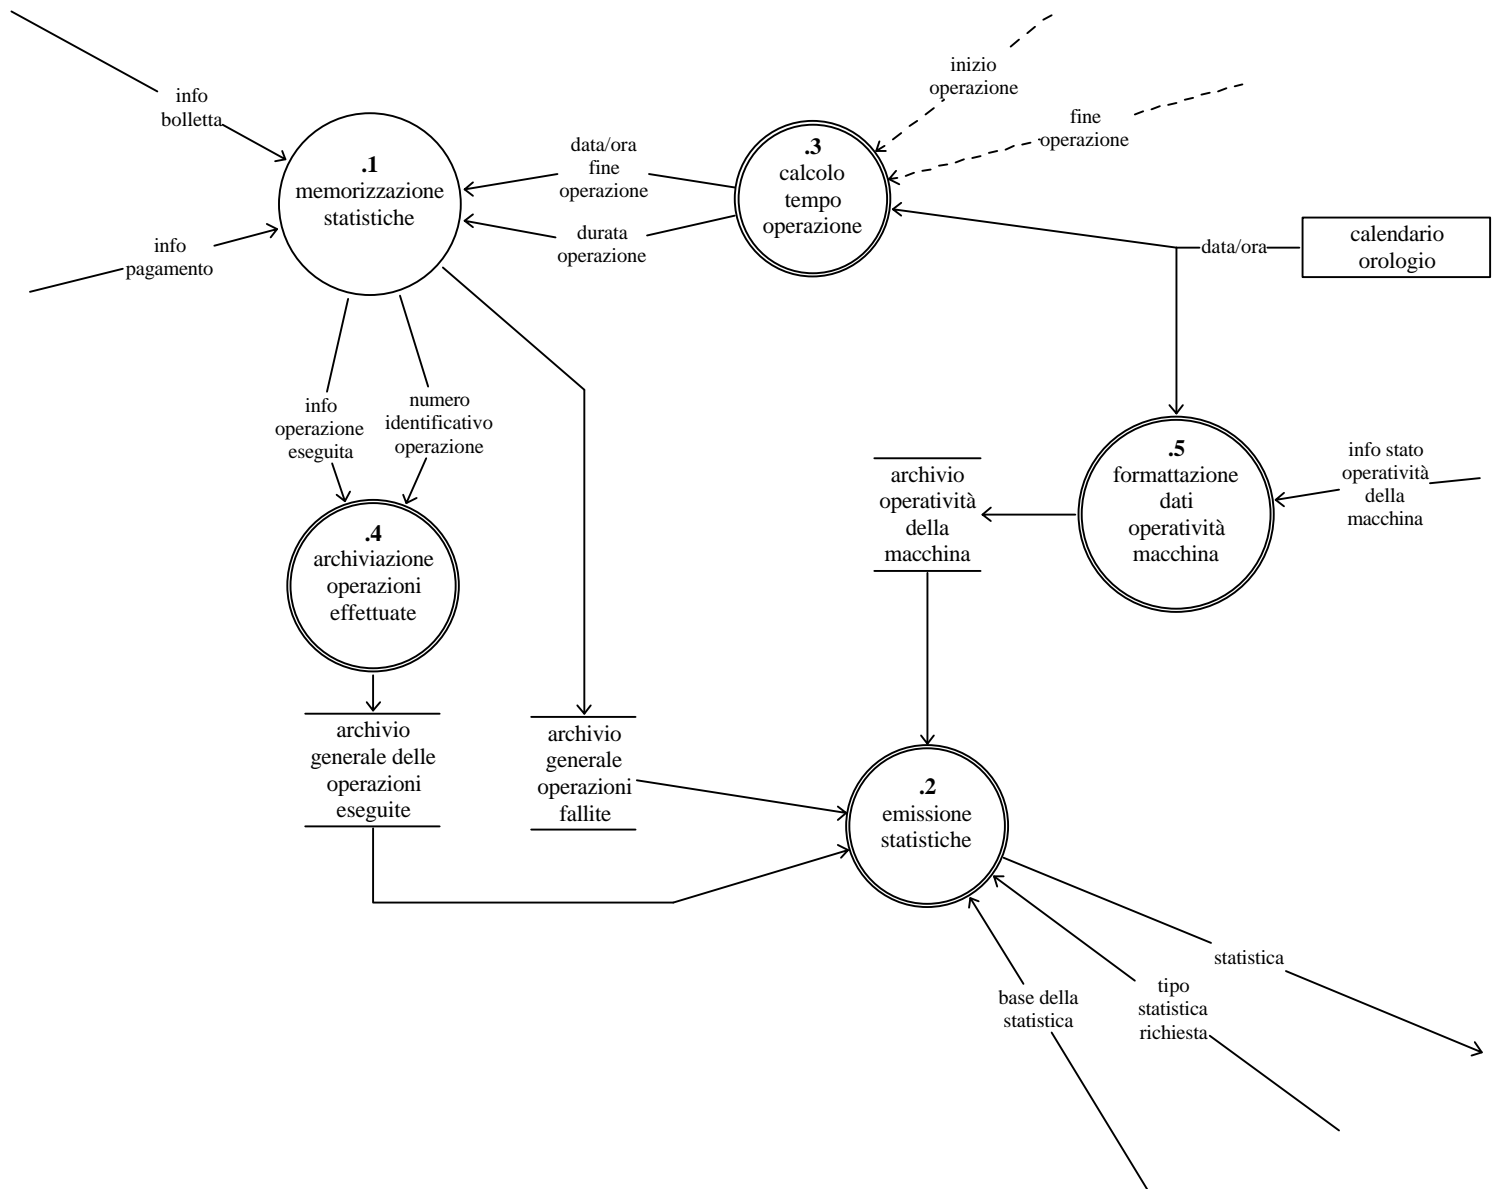 inizio
operazione
info
bolletta
fine
operazione
.1
memorizzazione
statistiche
data/ora
fine
operazione
.3
calcolo
tempo
operazione
durata
operazione
info
pagamento
data/ora
calendario
orologio
info
operazione
eseguita
numero
identificativo
operazione
archivio
operatività
della
macchina
.5
formattazione
dati
operatività
macchina
info stato
operatività
della
macchina
.4
archiviazione
operazioni
effettuate
archivio
generale delle
operazioni
eseguite
archivio
generale
operazioni
fallite
.2
emissione
statistiche
statistica
base della
statistica
tipo
statistica
richiesta